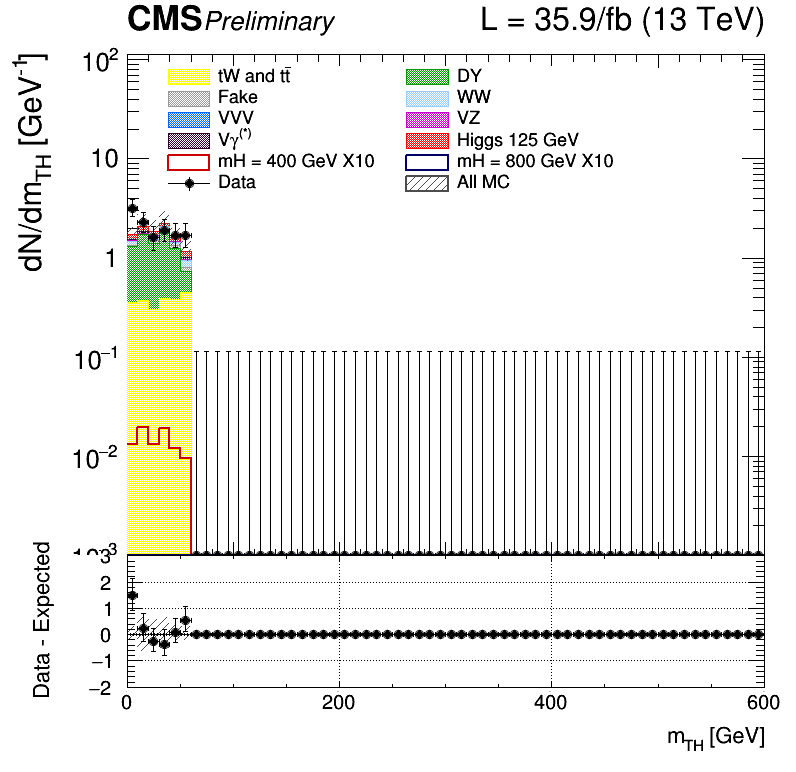 CMS Preliminary L = 35.9/fb (13 TeV)
dN/dm_TH [GeV⁻¹]
10²
10
1
10⁻¹
10⁻²
tW and tt̄ DY
Fake WW
VVV VZ
Vγ⁽*⁾ Higgs 125 GeV
mH = 400 GeV X10 mH = 800 GeV X10
Data All MC
Data - Expected
3
2
1
0
−1
−2
0 200 400 600
m_TH [GeV]